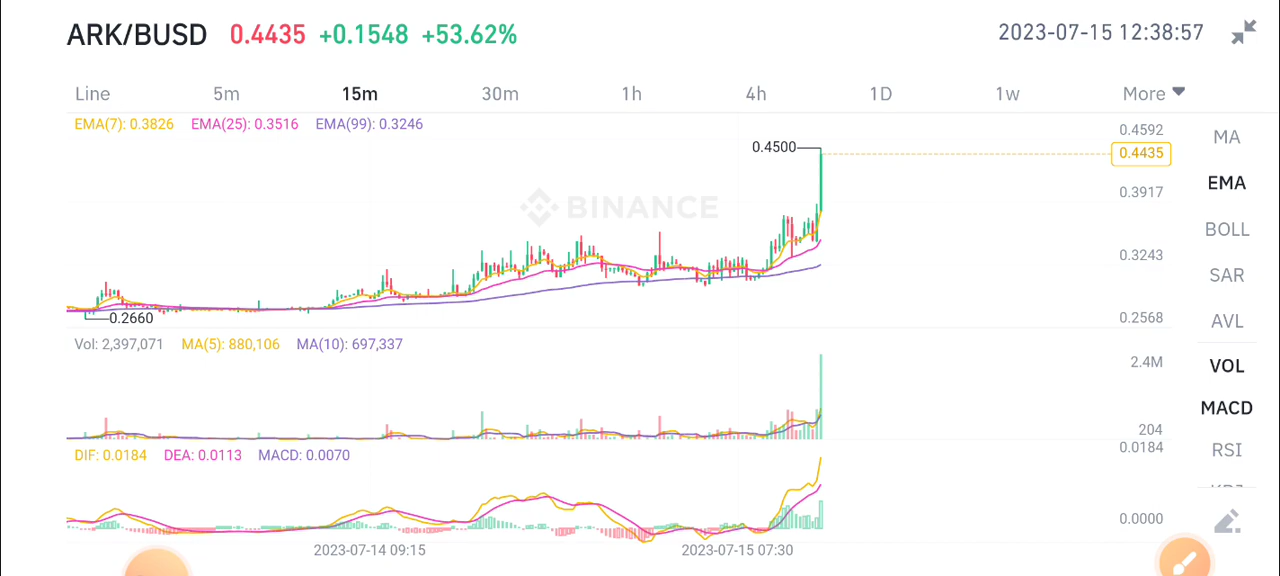 ARK/BUSD 0.4435 +0.1548 +53.62% 2023-07-15 12:38:57
Line 5m 15m 30m 1h 4h 1D 1w More
EMA(7): 0.3826 EMA(25): 0.3516 EMA(99): 0.3246
0.4592
MA
0.4500
0.4435
EMA
0.3917
BINANCE
BOLL
0.3243
SAR
0.2660
0.2568
AVL
Vol: 2,397,071 MA(5): 880,106 MA(10): 697,337
2.4M
VOL
MACD
204
0.0184
RSI
DIF: 0.0184 DEA: 0.0113 MACD: 0.0070
0.0000
2023-07-14 09:15 2023-07-15 07:30